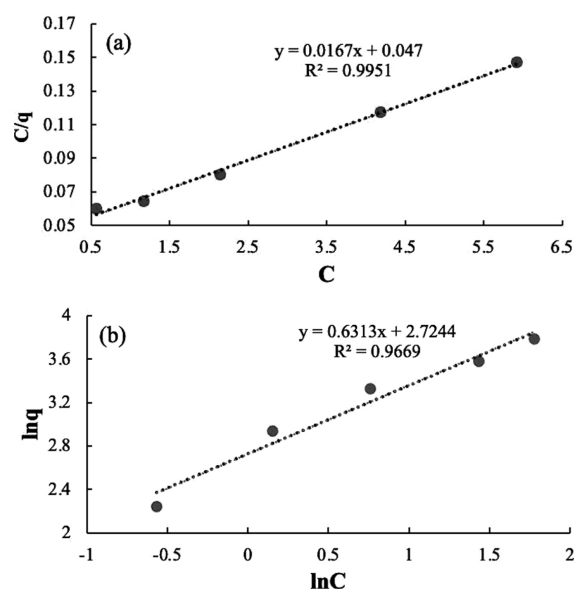 (a)
y = 0.0167x + 0.047
R² = 0.9951
0.17
0.15
0.13
0.11
0.09
0.07
0.05
C/q
0.5 1.5 2.5 3.5 4.5 5.5 6.5
C
(b)
y = 0.6313x + 2.7244
R² = 0.9669
4
3.6
3.2
2.8
2.4
2
lnq
-1 -0.5 0 0.5 1 1.5 2
lnC